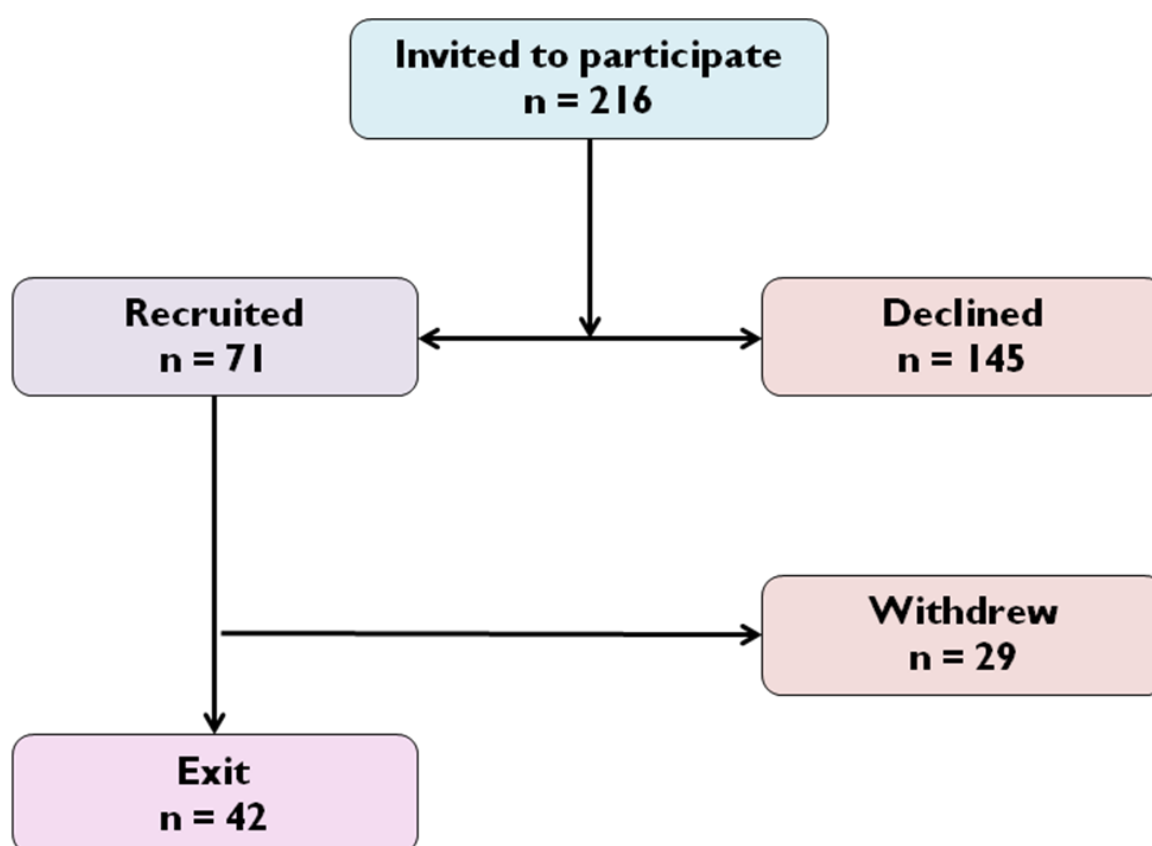 Invited to participate
n = 216
Recruited
n = 71
Declined
n = 145
Withdrew
n = 29
Exit
n = 42